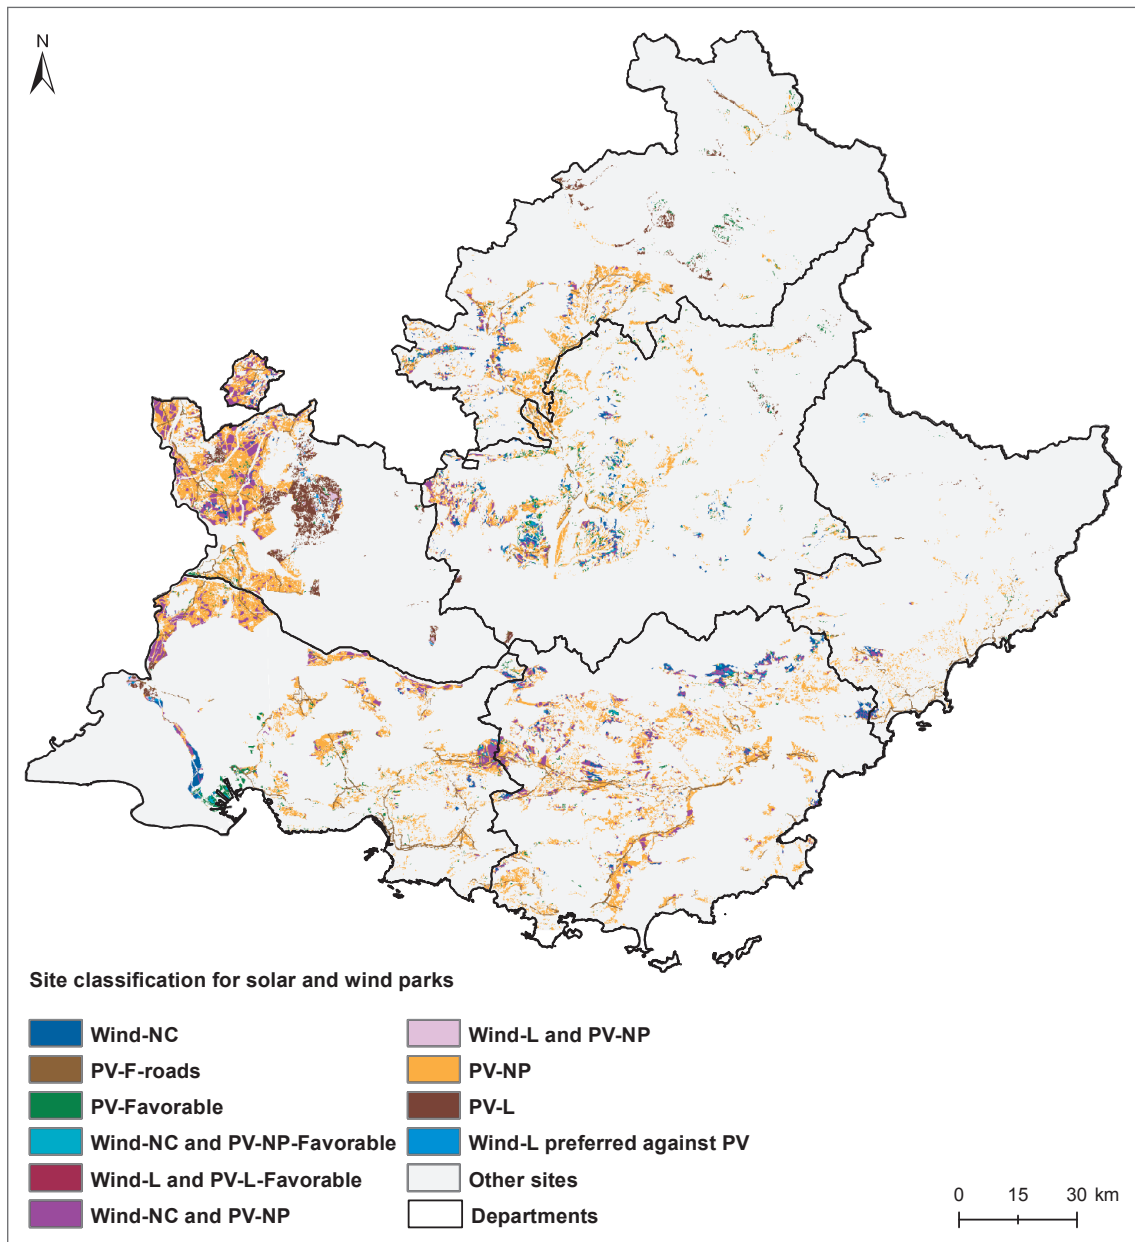 N
Site classification for solar and wind parks
Wind-NC
PV-F-roads
PV-Favorable
Wind-NC and PV-NP-Favorable
Wind-L and PV-L-Favorable
Wind-NC and PV-NP
Wind-L and PV-NP
PV-NP
PV-L
Wind-L preferred against PV
Other sites
Departments
0 15 30 km